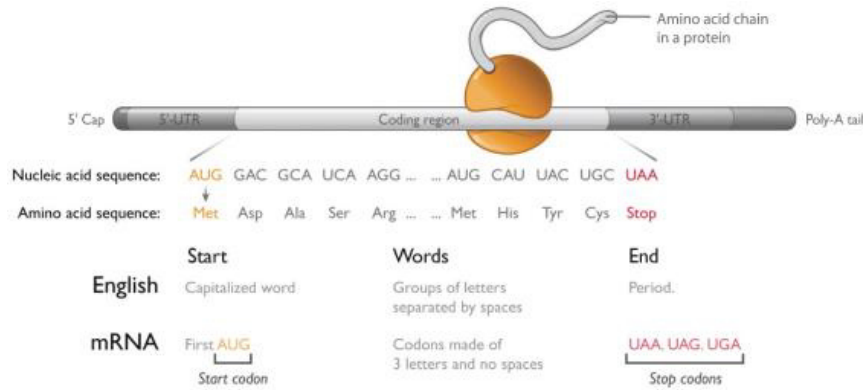 Amino acid chain
in a protein
5' Cap 5'-UTR Coding region 3'-UTR Poly-A tail
Nucleic acid sequence: AUG GAC GCA UCA AGG ... ... AUG CAU UAC UGC UAA
Amino acid sequence: Met Asp Ala Ser Arg ... ... Met His Tyr Cys Stop
Start Words End
English Capitalized word Groups of letters Period.
separated by spaces
mRNA First AUG Codons made of UAA, UAG, UGA
3 letters and no spaces
Start codon Stop codons